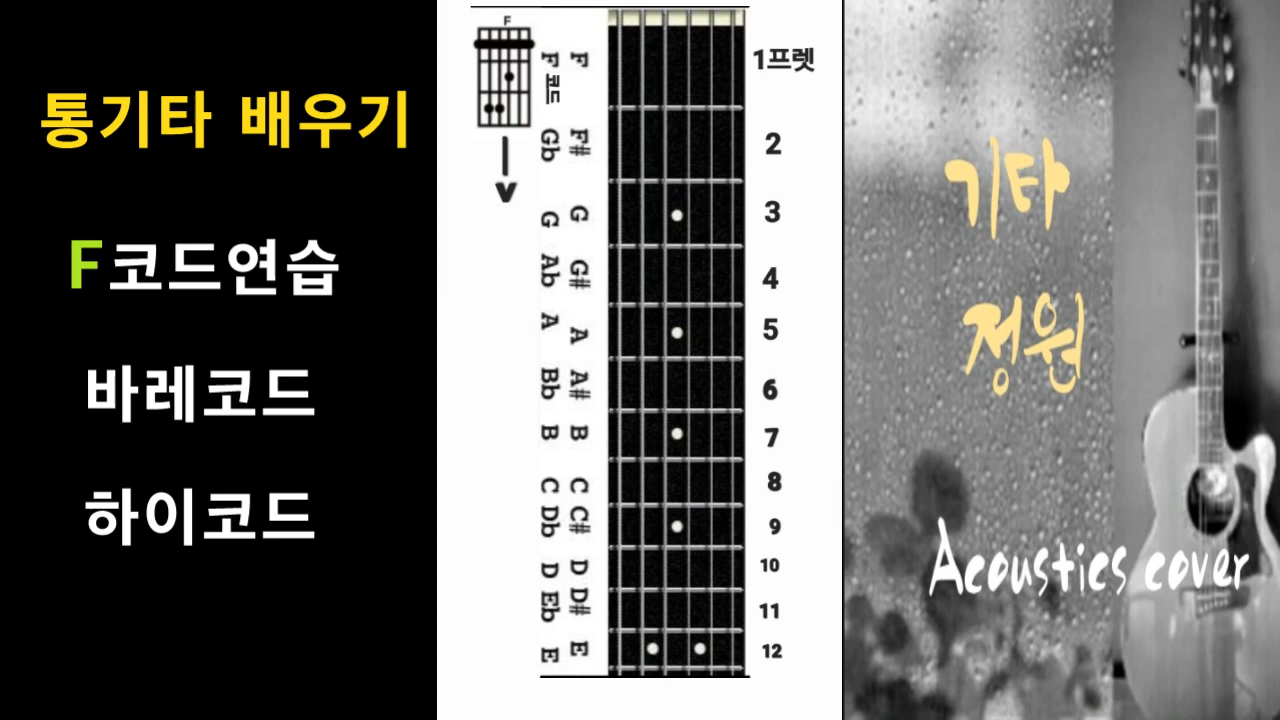 통기타 배우기
F코드연습
바레코드
하이코드
F
F F 1프렛
코드
Gb F# 2
G G 3
Ab G# 4
A A 5
Bb A# 6
B B 7
C C 8
Db C# 9
D D 10
Eb D# 11
E E 12
기타
정원
Acoustics cover